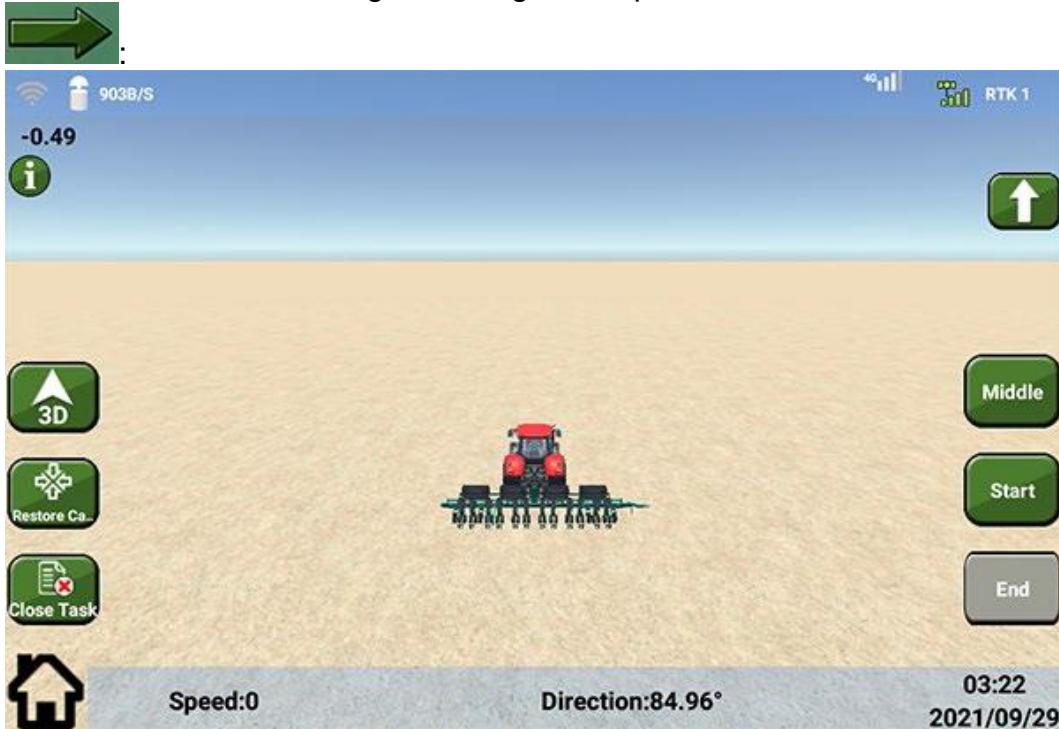 :
903B/S
4G
RTK 1
-0.49
i
Middle
3D
Restore Ca..
Start
Close Task
End
Speed:0
Direction:84.96°
03:22
2021/09/29